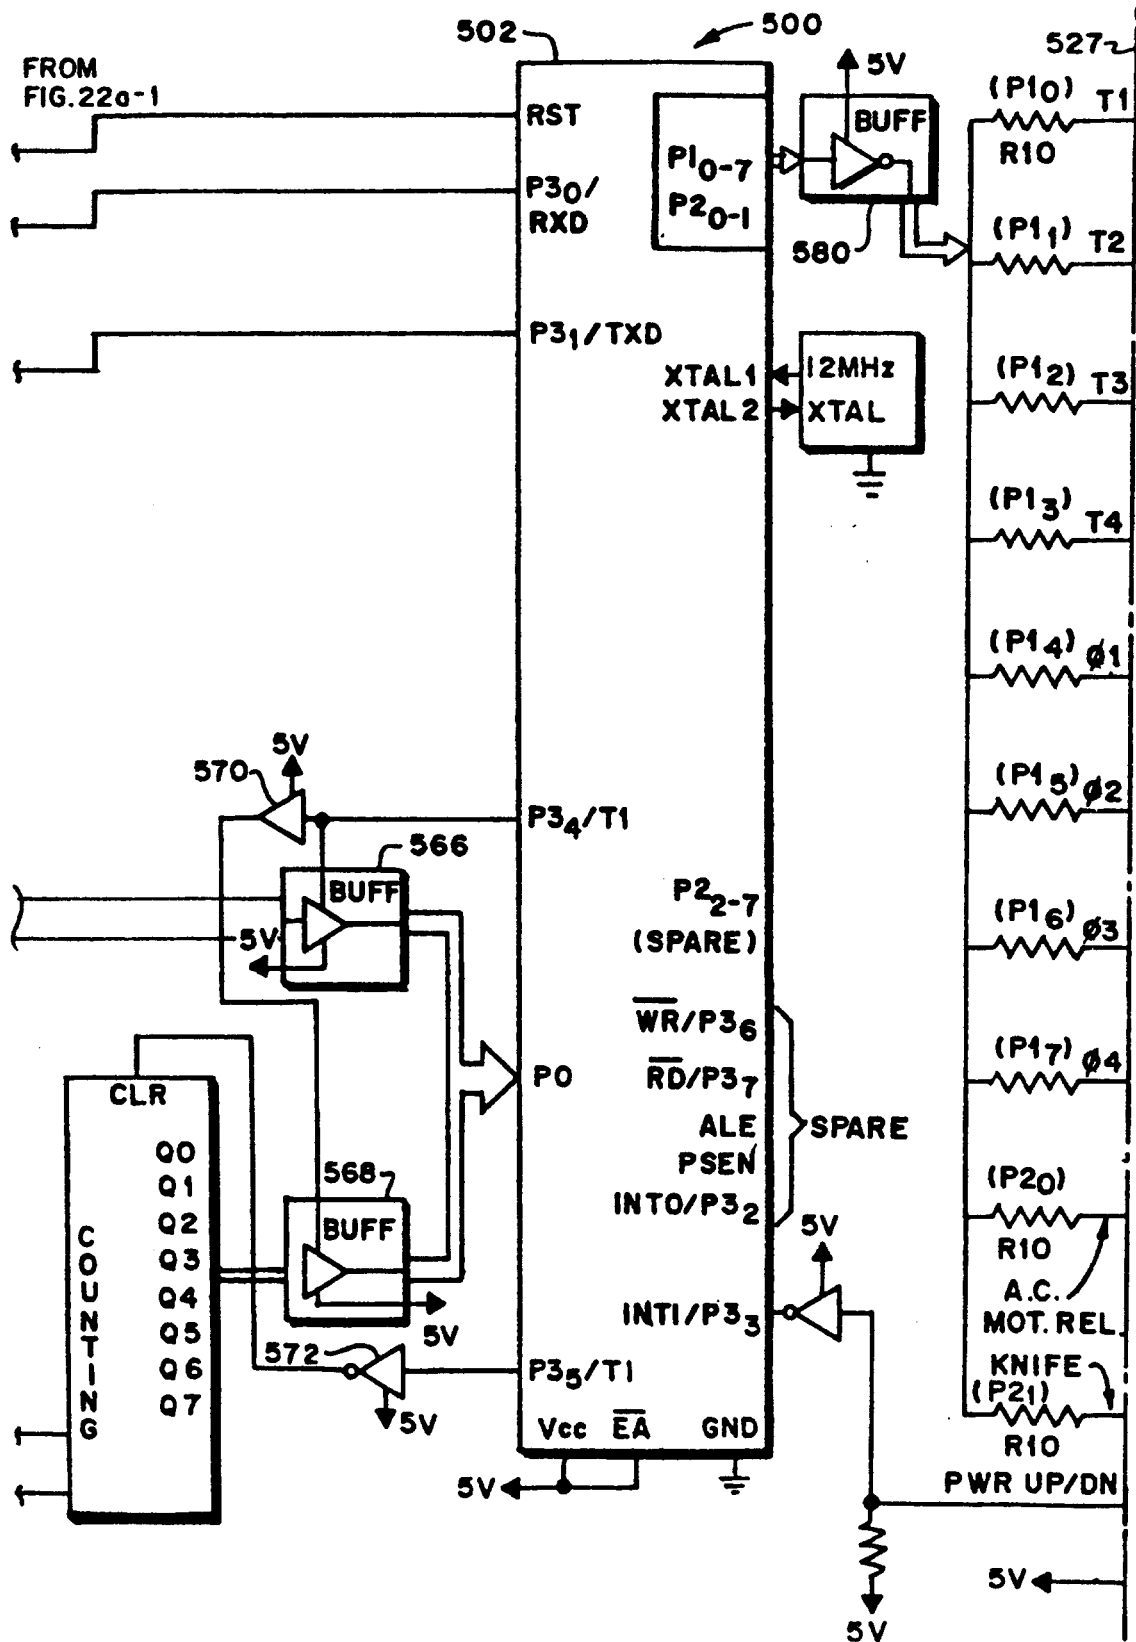 502
500
527
FROM
FIG.22a-1
5V
(P1₀) T1
RST
BUFF
R10
P1₀₋₇
P3₀/
RXD
P2₀₋₁
580
(P1₁) T2
P3₁/TXD
XTAL1
12MHz
(P1₂) T3
XTAL2
XTAL
(P1₃) T4
(P1₄) Ø1
5V
570
(P1₅) Ø2
P3₄/T1
566
BUFF
P2₂₋₇
(SPARE)
5V
(P1₆) Ø3
W̅R̅/P3₆
P0
R̅D̅/P3₇
(P1₇) Ø4
CLR
ALE
SPARE
PSEN
INT0/P3₂
Q0
Q1
Q2
Q3
Q4
Q5
Q6
Q7
COUNTING
568
BUFF
5V
(P2₀)
R10
A.C.
MOT. REL.
5V
INT1/P3₃
572
P3₅/T1
5V
KNIFE
(P2₁)
R10
Vcc
E̅A̅
GND
5V
PWR UP/DN
5V
5V